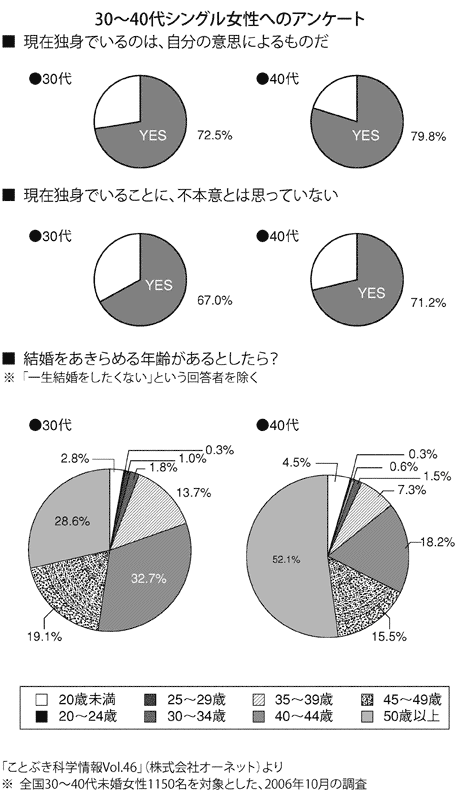 30〜40代シングル女性へのアンケート
■ 現在独身でいるのは、自分の意思によるものだ
●30代
●40代
YES
72.5%
YES
79.8%
■ 現在独身でいることに、不本意とは思っていない
●30代
●40代
YES
67.0%
YES
71.2%
■ 結婚をあきらめる年齢があるとしたら?
※ 「一生結婚をしたくない」という回答者を除く
●30代
2.8%
0.3%
1.0%
1.8%
13.7%
32.7%
19.1%
28.6%
●40代
4.5%
0.3%
0.6%
1.5%
7.3%
18.2%
15.5%
52.1%
20歳未満 25〜29歳 35〜39歳 45〜49歳
20〜24歳 30〜34歳 40〜44歳 50歳以上
「ことぶき科学情報Vol.46」(株式会社オーネット)より
※ 全国30〜40代未婚女性1150名を対象とした、2006年10月の調査